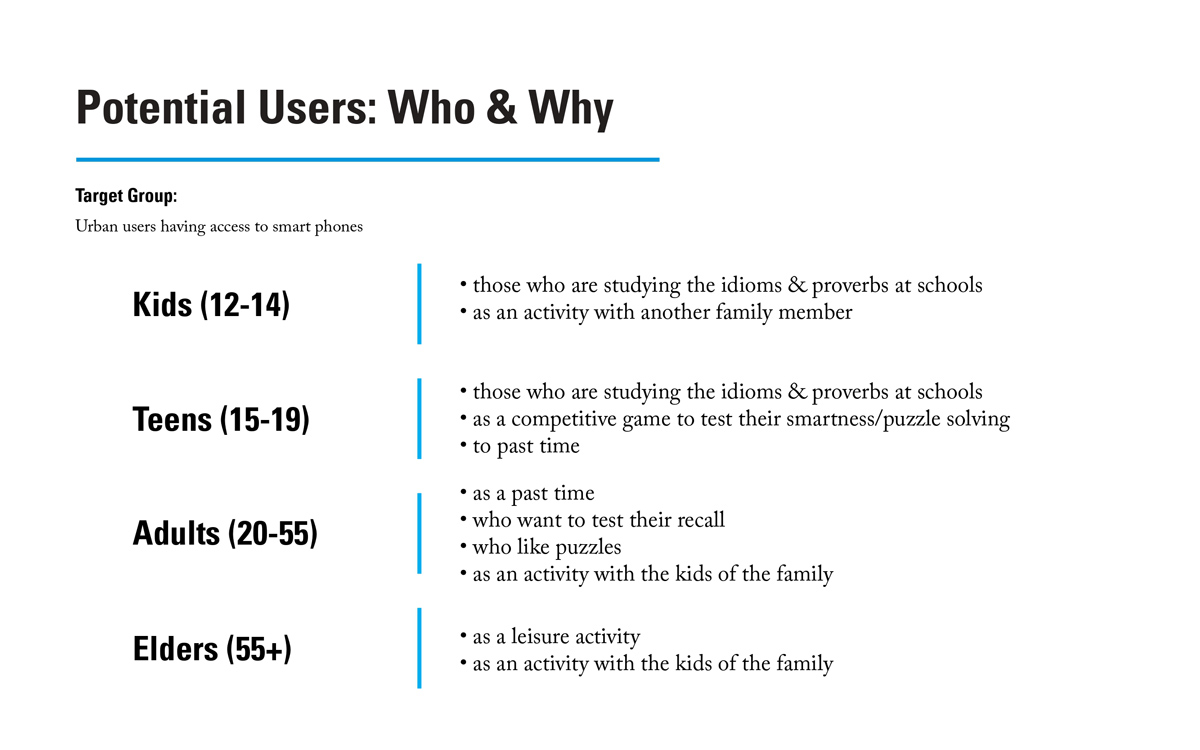 Potential Users: Who & Why
Target Group:
Urban users having access to smart phones
Kids (12-14)
• those who are studying the idioms & proverbs at schools
• as an activity with another family member
Teens (15-19)
• those who are studying the idioms & proverbs at schools
• as a competitive game to test their smartness/puzzle solving
• to past time
Adults (20-55)
• as a past time
• who want to test their recall
• who like puzzles
• as an activity with the kids of the family
Elders (55+)
• as a leisure activity
• as an activity with the kids of the family